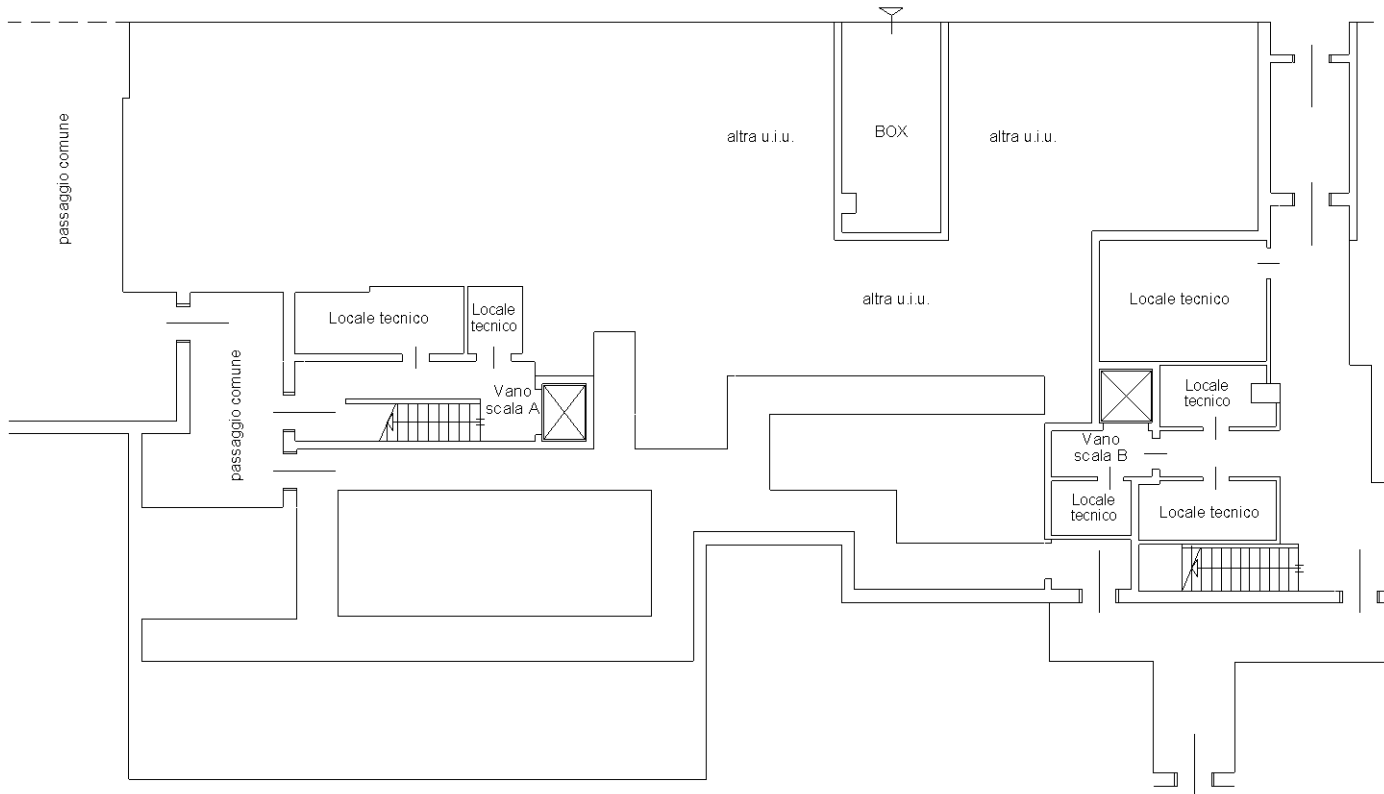 passaggio comune
altra u.i.u.
BOX
altra u.i.u.
altra u.i.u.
Locale tecnico
Locale tecnico
Locale
tecnico
passaggio comune
Vano
scala A
Locale
tecnico
Vano
scala B
Locale
tecnico
Locale tecnico